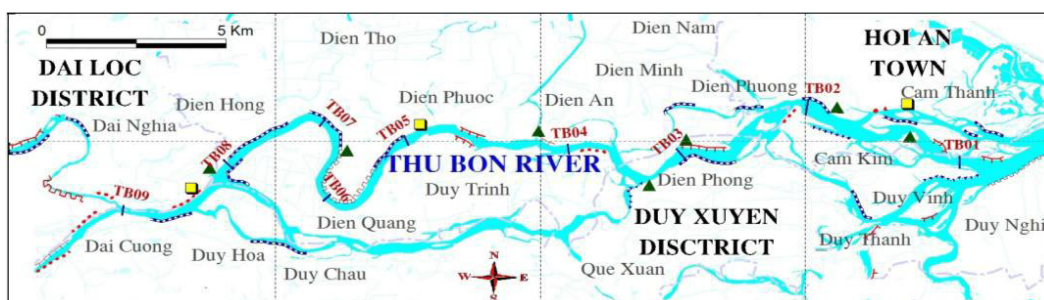 0 5 Km
Dien Tho
Dien Nam
HOI AN
TOWN
DAI LOC
DISTRICT
Dien Hong
TB07
Dien Phuoc
Dien Minh
Dien Phuong
TB02
Cam Thanh
Dai Nghia
TB08
TB05
Dien An
TB04
TB03
TB01
THU BON RIVER
Cam Kim
TB09
TB06
Duy Trinh
Dien Phong
Duy Vinh
Dien Quang
DUY XUYEN
DISCTRICT
Duy Nghi
Dai Cuong
Duy Hoa
Duy Thanh
Duy Chau
Que Xuan
N
W E
S